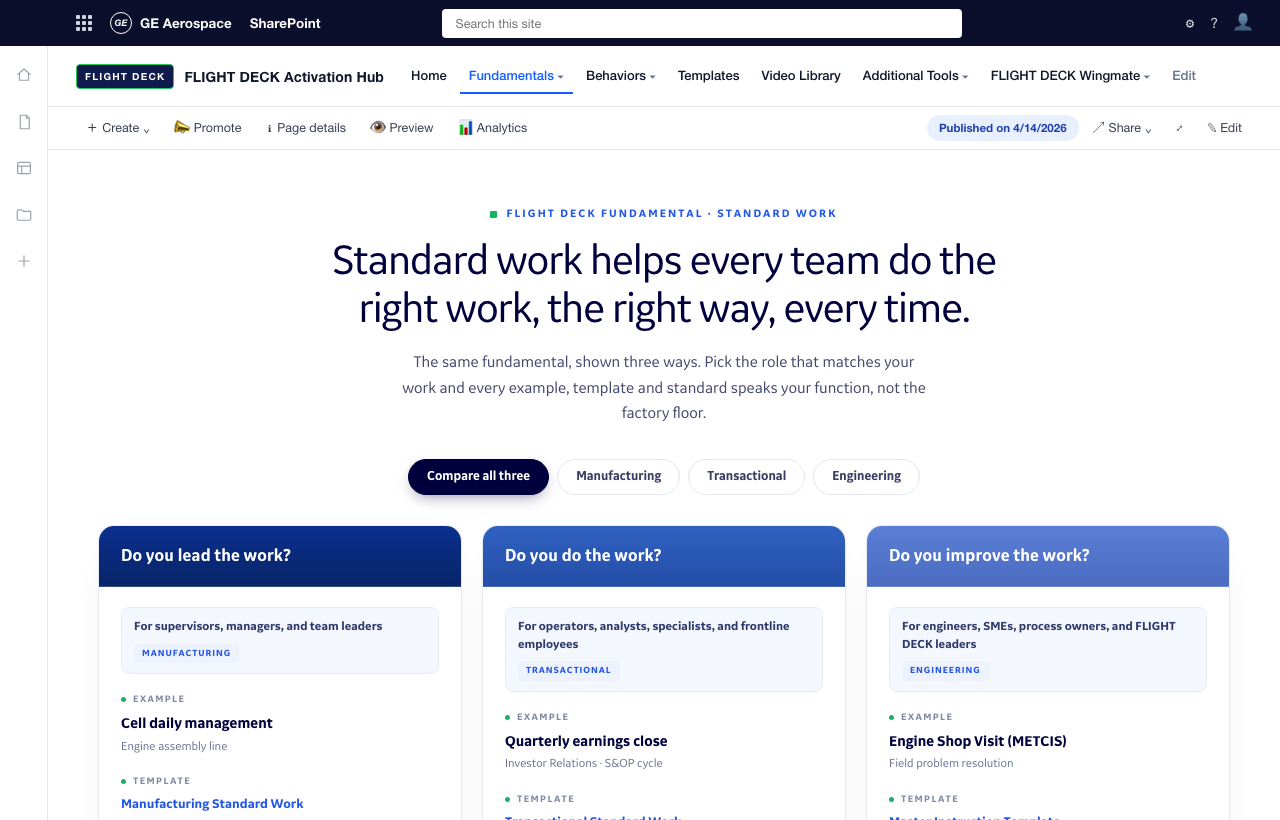 GE GE Aerospace SharePoint Search this site ?
FLIGHT DECK FLIGHT DECK Activation Hub Home Fundamentals Behaviors Templates Video Library Additional Tools FLIGHT DECK Wingmate Edit
+ Create Promote Page details Preview Analytics Published on 4/14/2026 Share Edit
FLIGHT DECK FUNDAMENTAL · STANDARD WORK
Standard work helps every team do the
right work, the right way, every time.
The same fundamental, shown three ways. Pick the role that matches your
work and every example, template and standard speaks your function, not the
factory floor.
Compare all three Manufacturing Transactional Engineering
Do you lead the work?
For supervisors, managers, and team leaders
MANUFACTURING
EXAMPLE
Cell daily management
Engine assembly line
TEMPLATE
Manufacturing Standard Work
Do you do the work?
For operators, analysts, specialists, and frontline
employees
TRANSACTIONAL
EXAMPLE
Quarterly earnings close
Investor Relations · S&OP cycle
TEMPLATE
Transactional Standard Work
Do you improve the work?
For engineers, SMEs, process owners, and FLIGHT
DECK leaders
ENGINEERING
EXAMPLE
Engine Shop Visit (METCIS)
Field problem resolution
TEMPLATE
Master Instruction Template